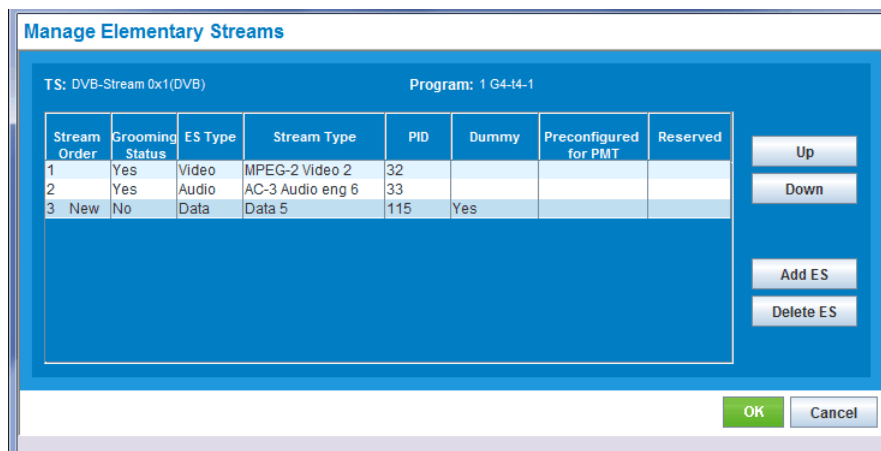 Manage Elementary Streams
TS: DVB-Stream 0x1(DVB) Program: 1 G4-t4-1
Stream Order Grooming Status ES Type Stream Type PID Dummy Preconfigured for PMT Reserved
1 Yes Video MPEG-2 Video 2 32
2 Yes Audio AC-3 Audio eng 6 33
3 New No Data Data 5 115 Yes
Up
Down
Add ES
Delete ES
OK Cancel